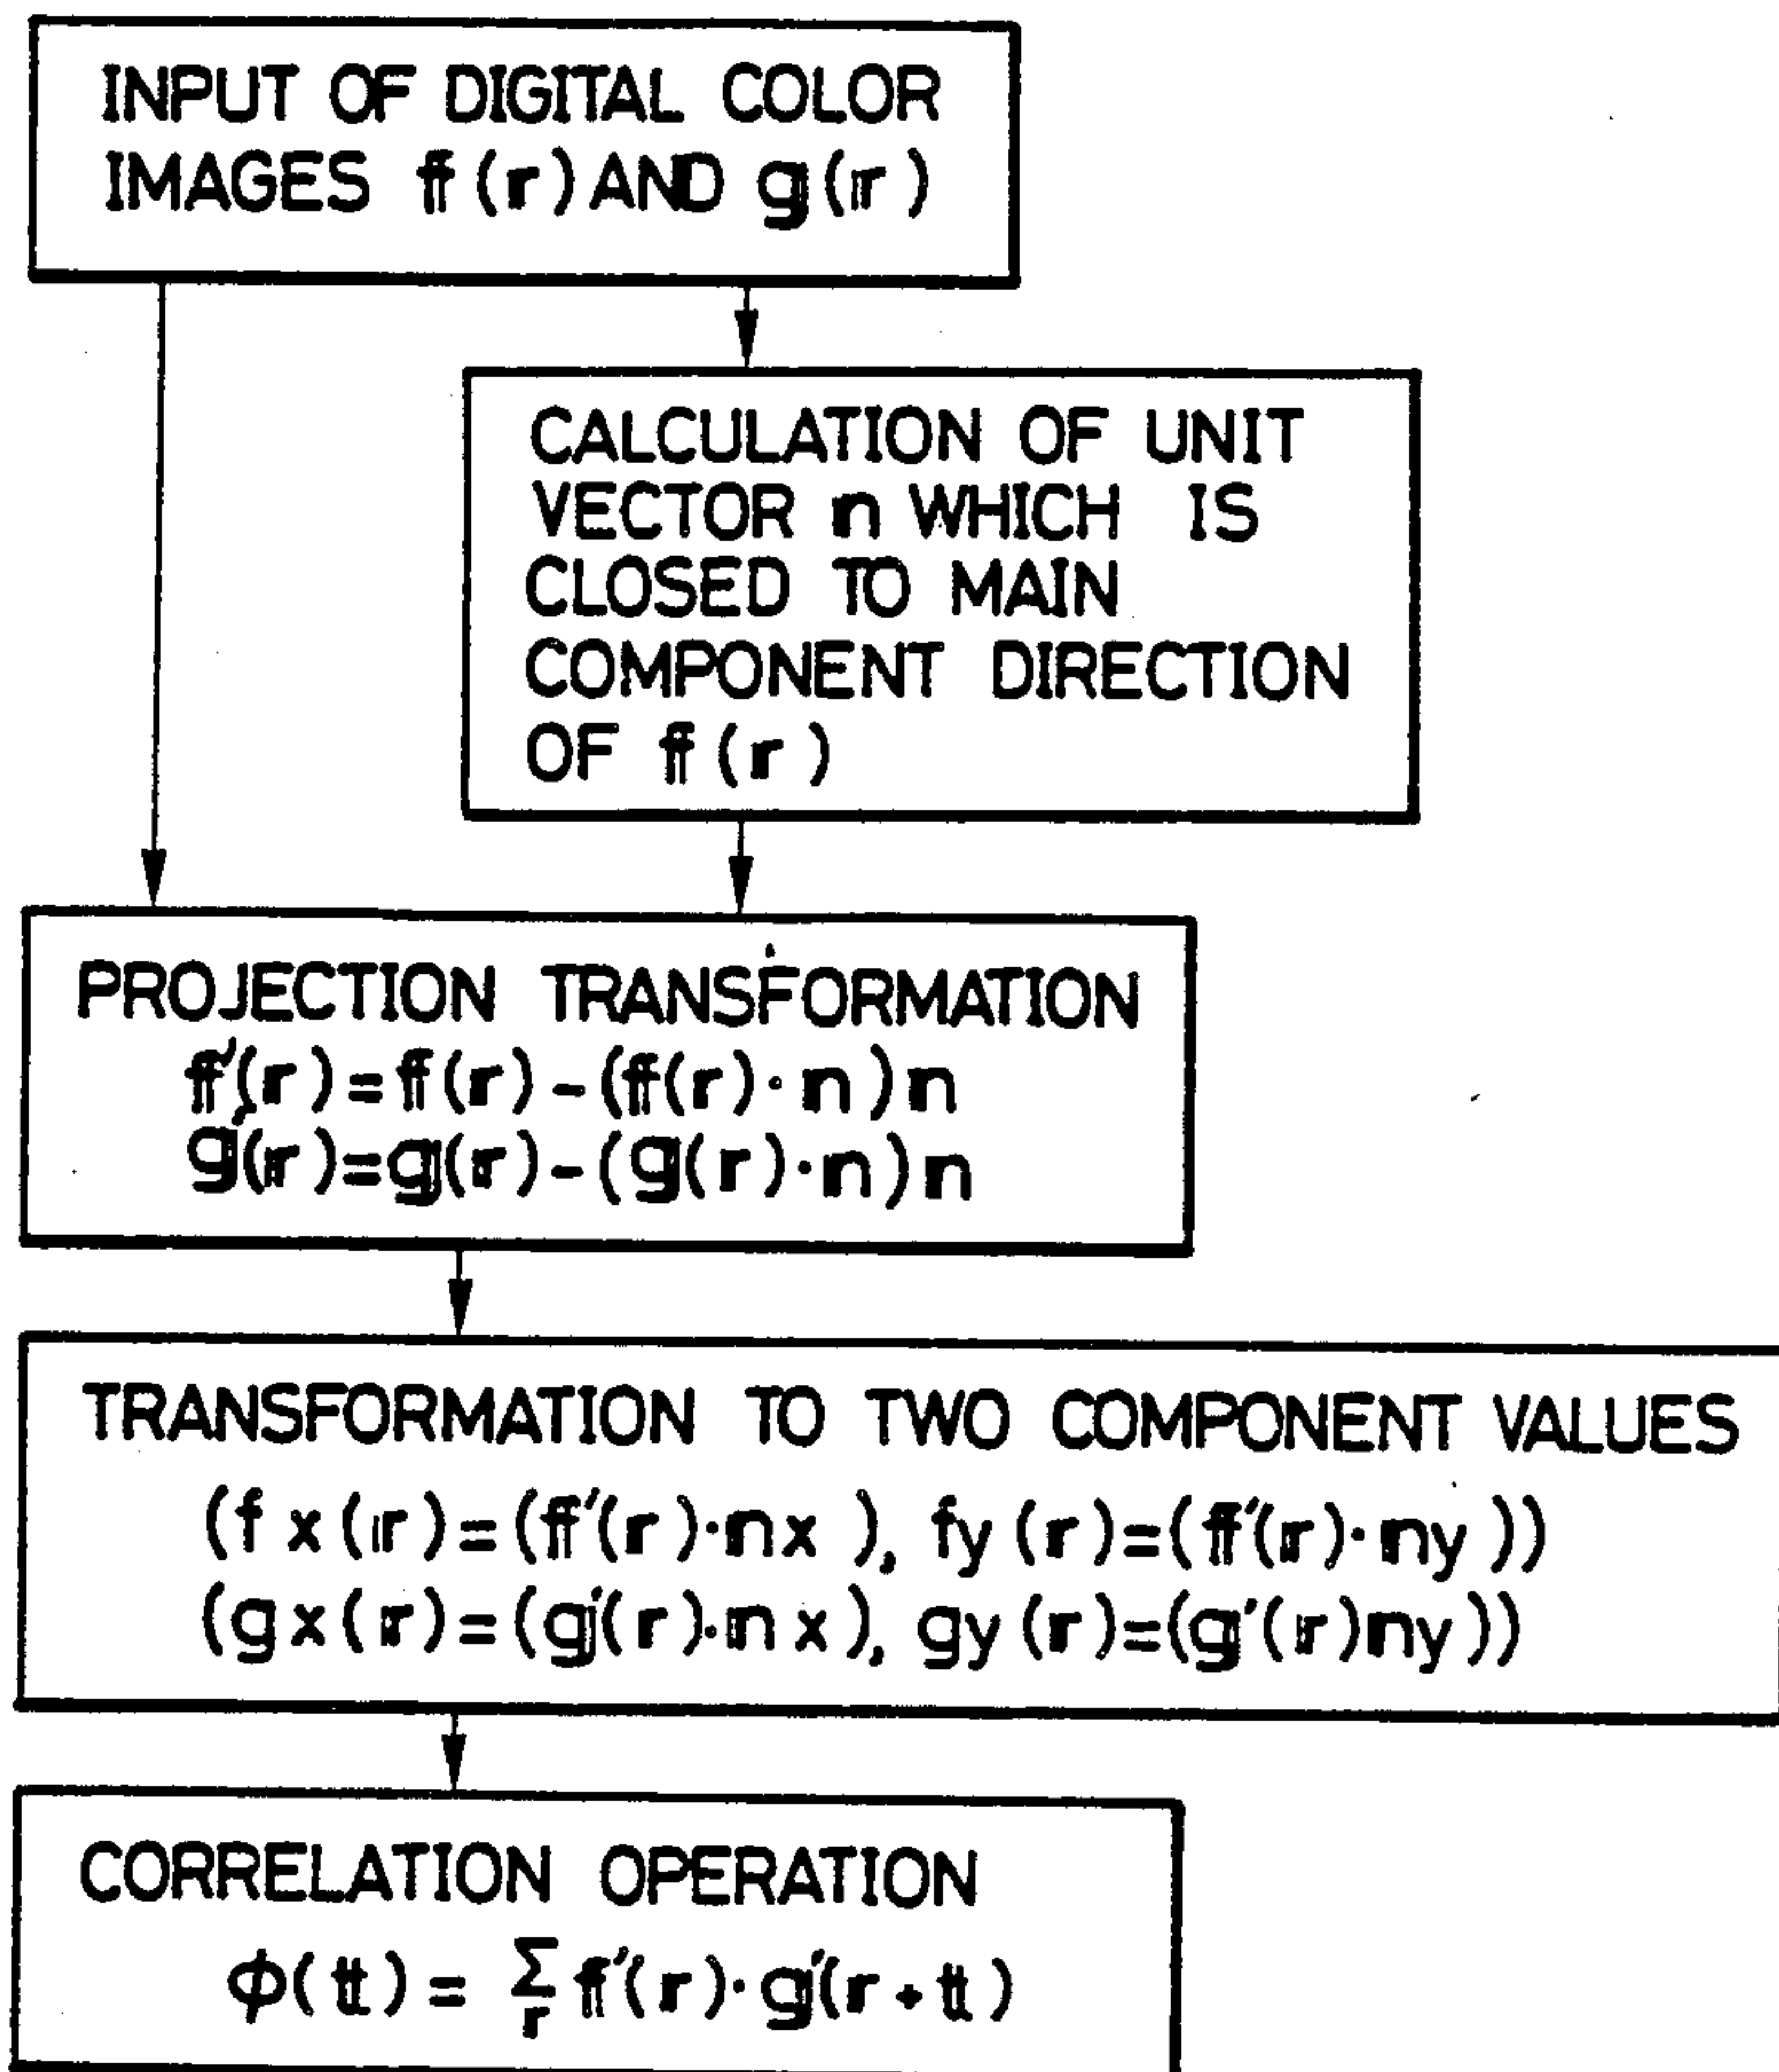 INPUT OF DIGITAL COLOR
IMAGES f(r) AND g(r)
CALCULATION OF UNIT
VECTOR n WHICH IS
CLOSED TO MAIN
COMPONENT DIRECTION
OF f(r)
PROJECTION TRANSFORMATION
f'(r)=f(r)-(f(r)·n)n
g'(r)=g(r)-(g(r)·n)n
TRANSFORMATION TO TWO COMPONENT VALUES
(fx(r)=(f'(r)·nx), fy(r)=(f'(r)·ny))
(gx(r)=(g'(r)·nx), gy(r)=(g'(r)ny))
CORRELATION OPERATION
Φ(t)= Σ f'(r)·g'(r+t)
r